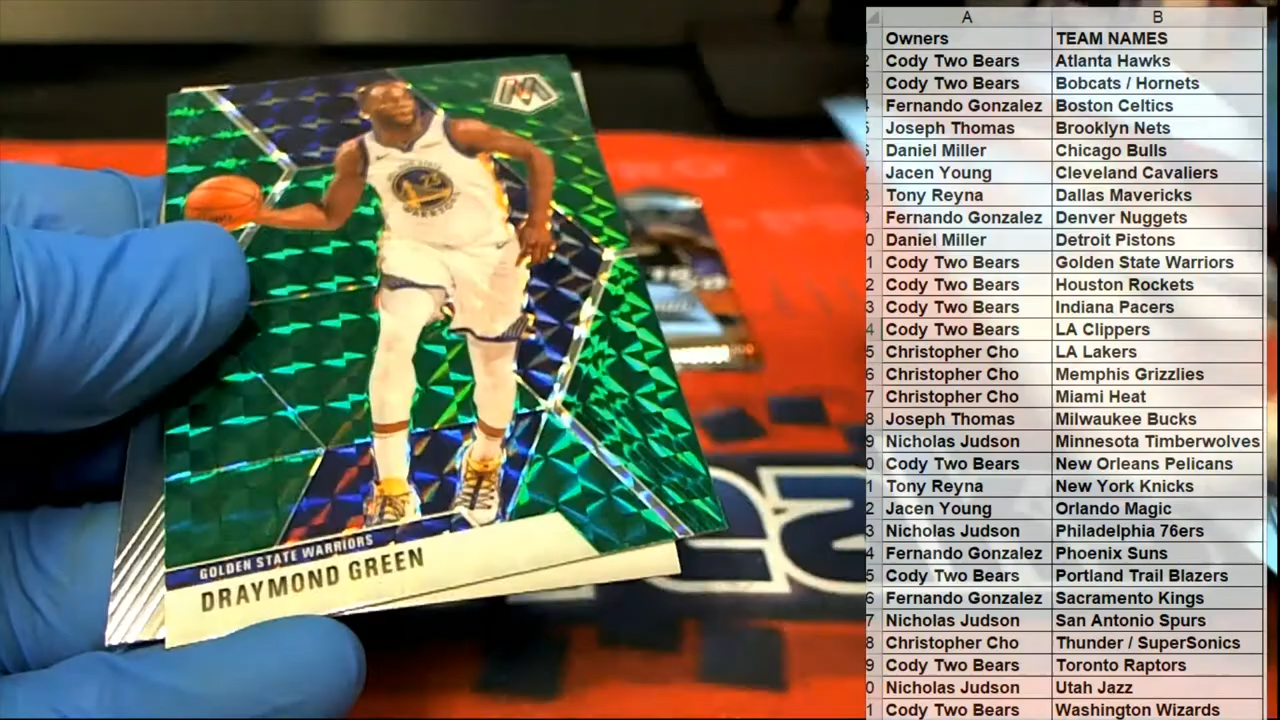 GOLDEN STATE WARRIORS
DRAYMOND GREEN
A B
Owners TEAM NAMES
Cody Two Bears Atlanta Hawks
Cody Two Bears Bobcats / Hornets
Fernando Gonzalez Boston Celtics
Joseph Thomas Brooklyn Nets
Daniel Miller Chicago Bulls
Jacen Young Cleveland Cavaliers
Tony Reyna Dallas Mavericks
Fernando Gonzalez Denver Nuggets
Daniel Miller Detroit Pistons
Cody Two Bears Golden State Warriors
Cody Two Bears Houston Rockets
Cody Two Bears Indiana Pacers
Cody Two Bears LA Clippers
Christopher Cho LA Lakers
Christopher Cho Memphis Grizzlies
Christopher Cho Miami Heat
Joseph Thomas Milwaukee Bucks
Nicholas Judson Minnesota Timberwolves
Cody Two Bears New Orleans Pelicans
Tony Reyna New York Knicks
Jacen Young Orlando Magic
Nicholas Judson Philadelphia 76ers
Fernando Gonzalez Phoenix Suns
Cody Two Bears Portland Trail Blazers
Fernando Gonzalez Sacramento Kings
Nicholas Judson San Antonio Spurs
Christopher Cho Thunder / SuperSonics
Cody Two Bears Toronto Raptors
Nicholas Judson Utah Jazz
Cody Two Bears Washington Wizards